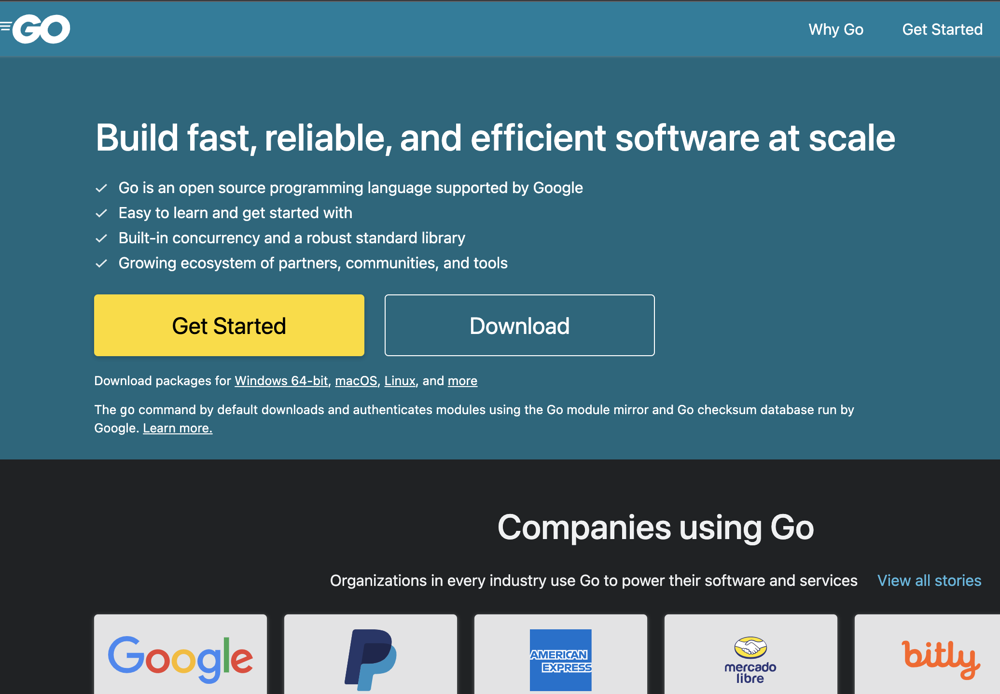 GO
Why Go
Get Started
Build fast, reliable, and efficient software at scale
Go is an open source programming language supported by Google
Easy to learn and get started with
Built-in concurrency and a robust standard library
Growing ecosystem of partners, communities, and tools
Get Started
Download
Download packages for Windows 64-bit, macOS, Linux, and more
The go command by default downloads and authenticates modules using the Go module mirror and Go checksum database run by
Google. Learn more.
Companies using Go
Organizations in every industry use Go to power their software and services
View all stories
Google
AMERICAN
EXPRESS
mercado
libre
bitly